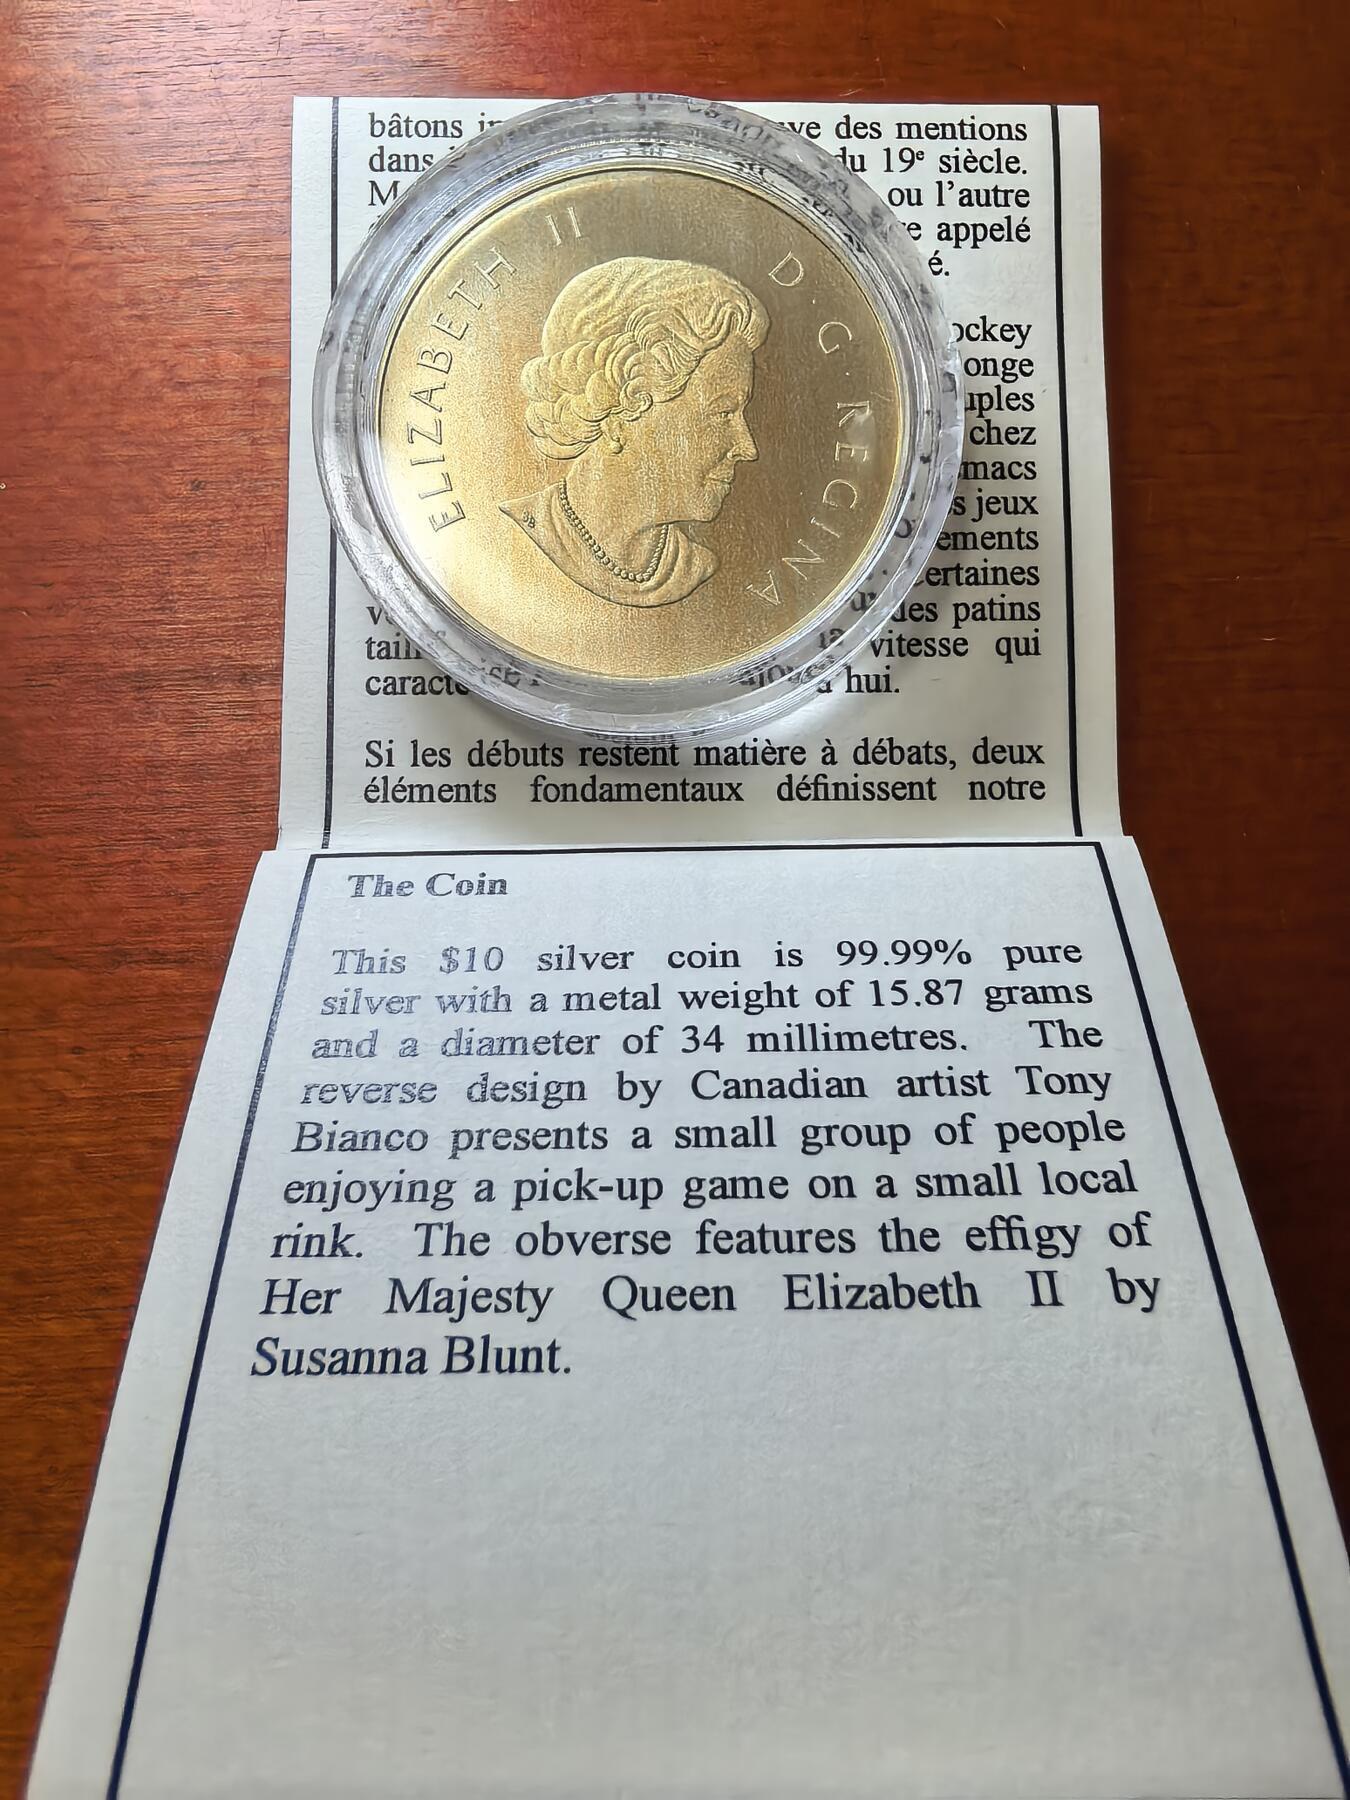 bâtons ve des mentions
dans du 19e siècle.
ou l'autre
appelé
é.
ockey
onge
uples
chez
macs
s jeux
ements
ertaines
des patins
vitesse qui
hui.
ELIZABETH II D G REGINA
SB
Si les débuts restent matière à débats, deux
éléments fondamentaux définissent notre
The Coin
This $10 silver coin is 99.99% pure
silver with a metal weight of 15.87 grams
and a diameter of 34 millimetres. The
reverse design by Canadian artist Tony
Bianco presents a small group of people
enjoying a pick-up game on a small local
rink. The obverse features the effigy of
Her Majesty Queen Elizabeth II by
Susanna Blunt.